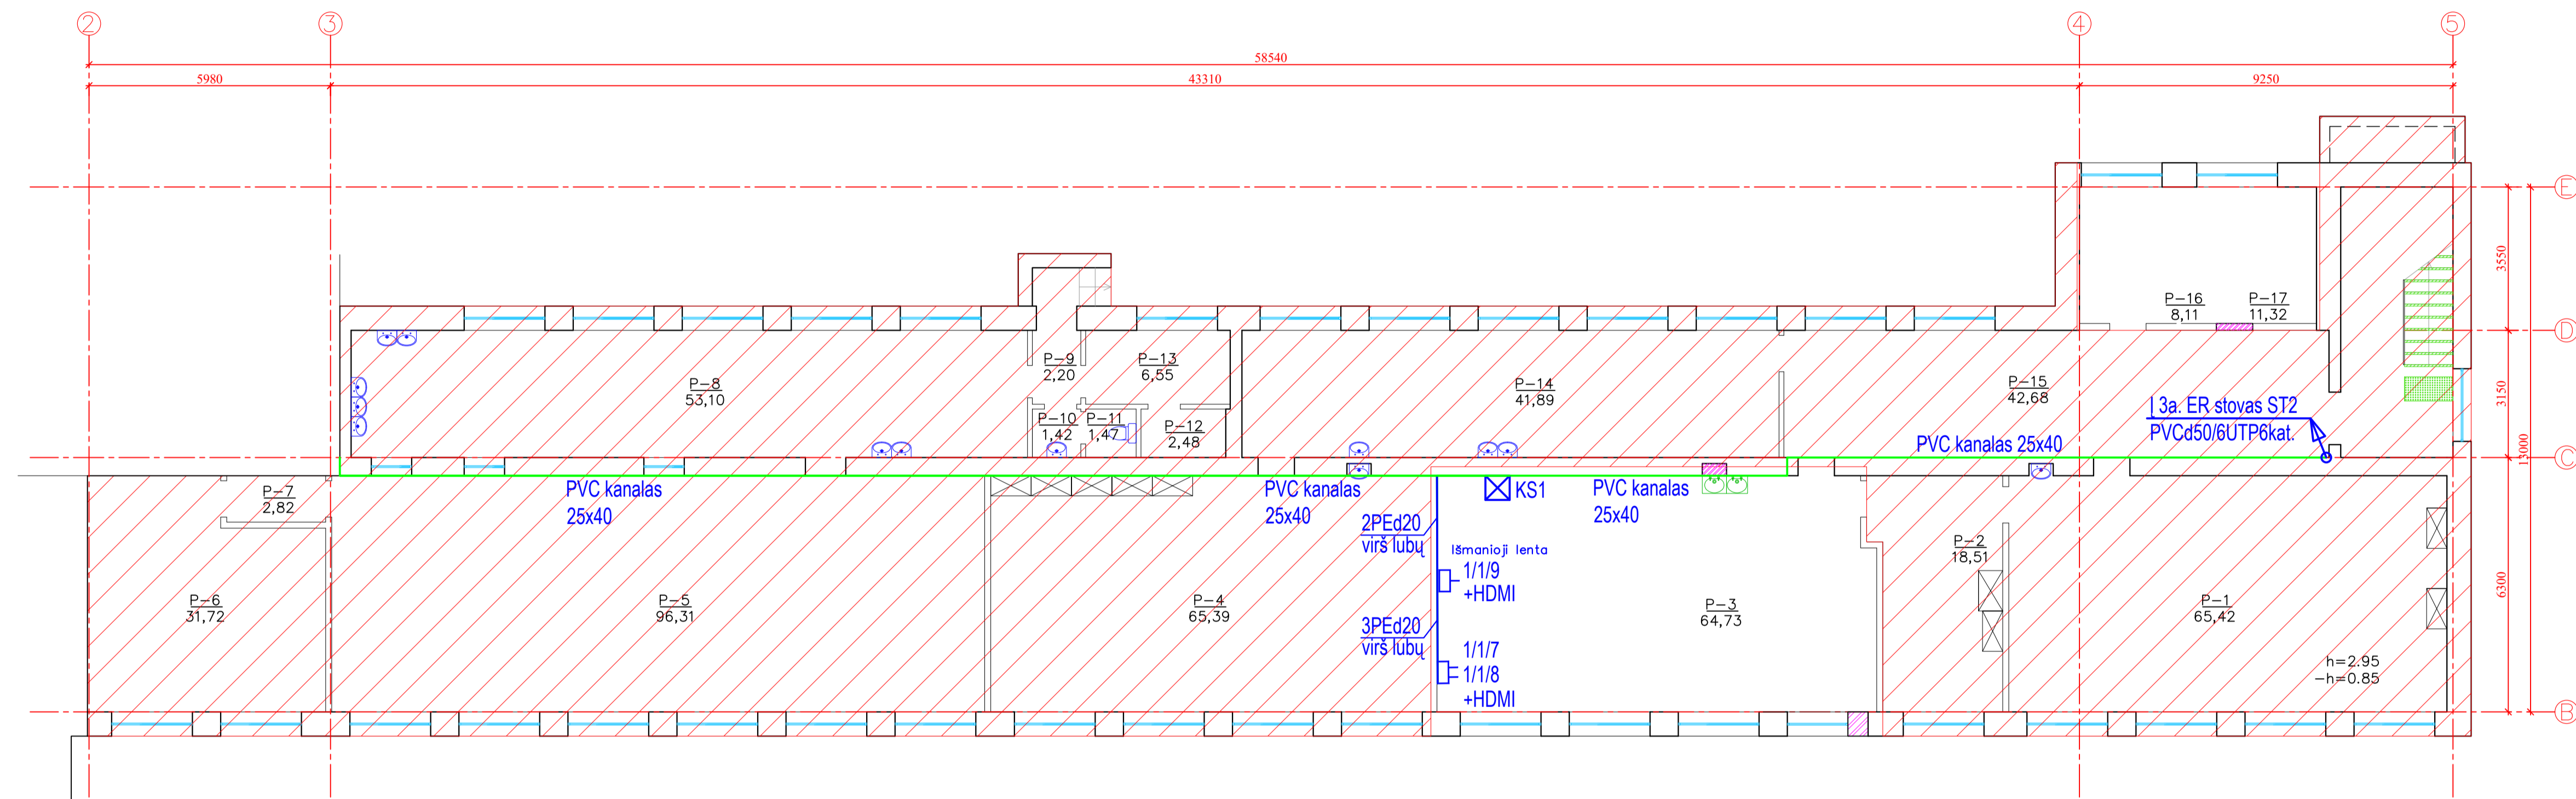 2
3
4
5
58540
5980
43310
9250
E
3550
P-16
8,11
P-17
11,32
D
P-9
2,20
P-13
6,55
P-8
53,10
P-14
41,89
P-15
42,68
3150
Į 3a. ER stovas ST2
PVCd50/6UTP6kat.
P-10
1,42
P-11
1,47
P-12
2,48
PVC kanalas 25x40
13000
C
P-7
2,82
PVC kanalas
25x40
PVC kanalas
25x40
KS1
PVC kanalas
25x40
2PEd20
virš lubų
Išmanioji lenta
1/1/9
+HDMI
P-2
18,51
6300
P-6
31,72
P-5
96,31
P-4
65,39
P-3
64,73
P-1
65,42
3PEd20
virš lubų
1/1/7
1/1/8
+HDMI
h=2.95
-h=0.85
B